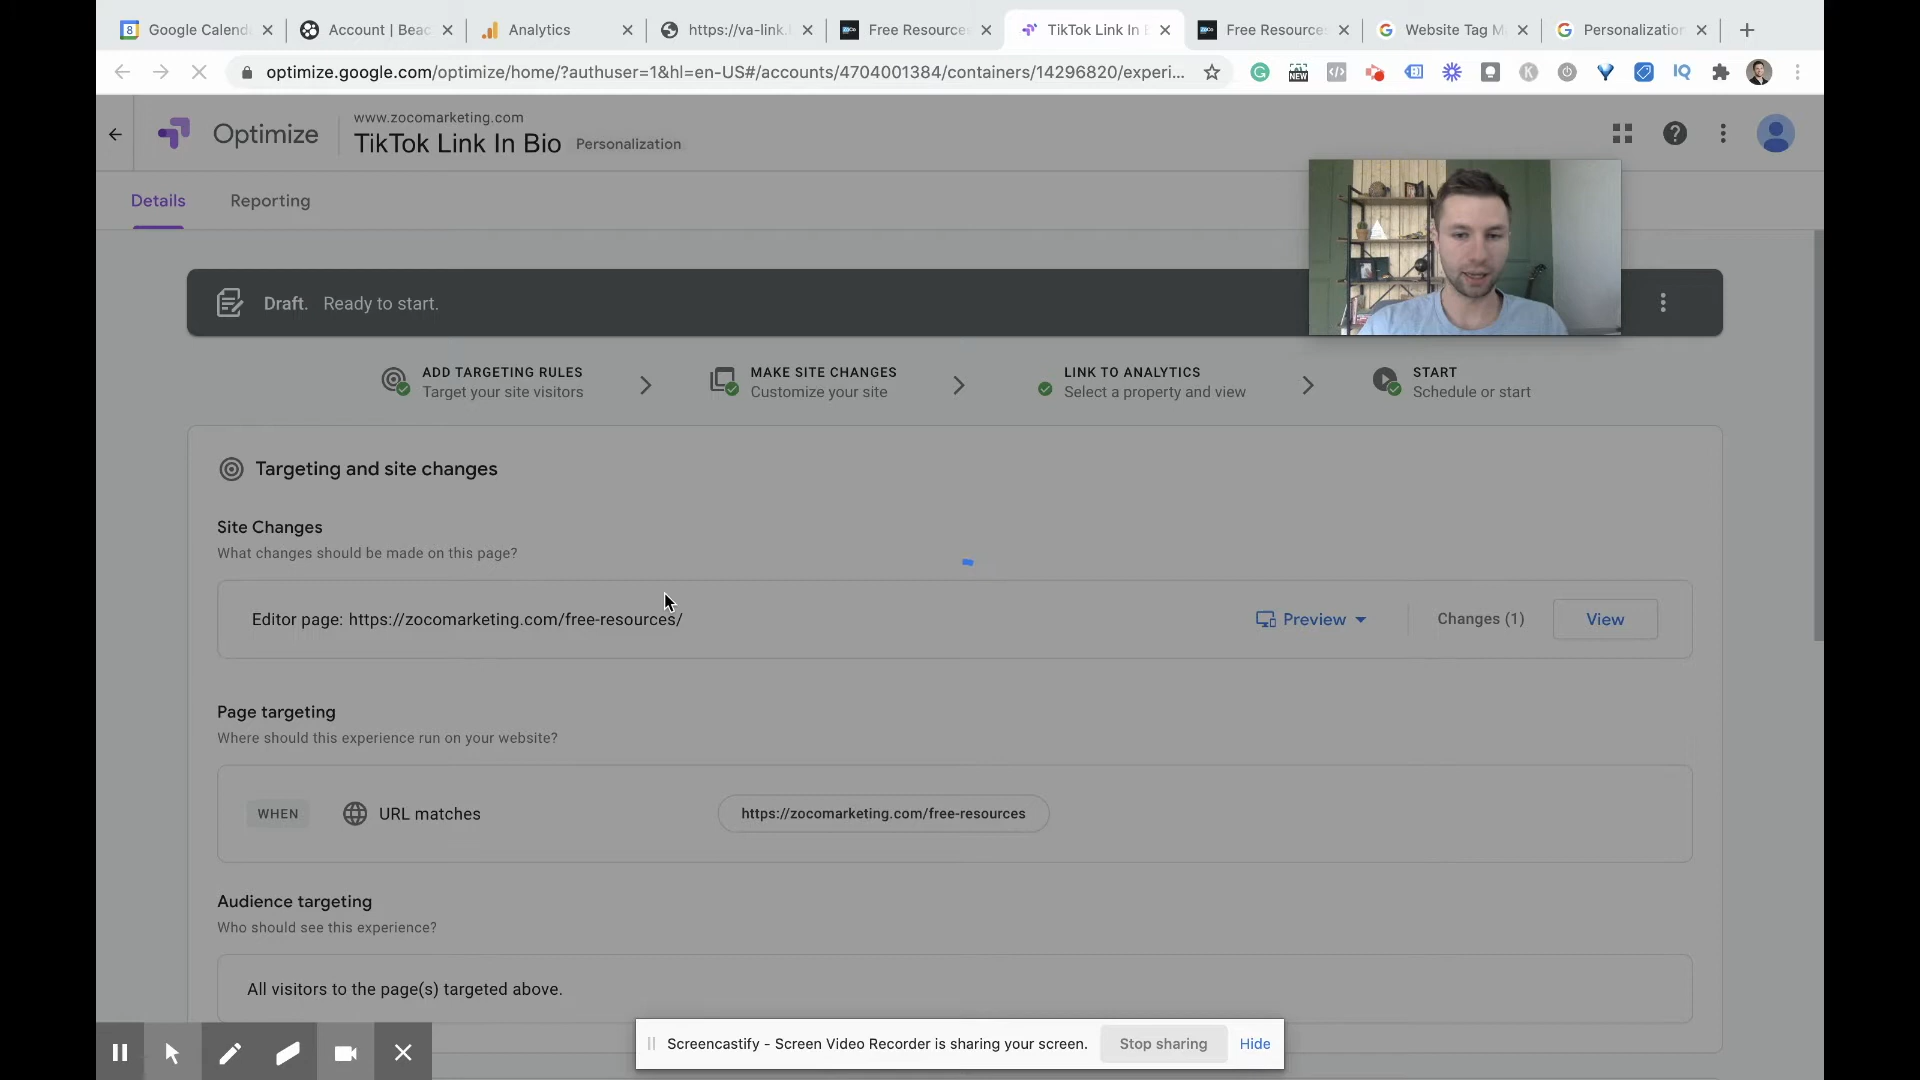 Google Calend
Account | Beac
Analytics
https://va-link.
Free Resource
TikTok Link In
Free Resource
Website Tag M
Personalization
optimize.google.com/optimize/home/?authuser=1&hl=en-US#/accounts/4704001384/containers/14296820/experi...
NEW
Optimize
www.zocomarketing.com
TikTok Link In Bio Personalization
Details
Reporting
Draft. Ready to start.
ADD TARGETING RULES
Target your site visitors
MAKE SITE CHANGES
Customize your site
LINK TO ANALYTICS
Select a property and view
START
Schedule or start
Targeting and site changes
Site Changes
What changes should be made on this page?
Editor page: https://zocomarketing.com/free-resources/
Preview
Changes (1)
View
Page targeting
Where should this experience run on your website?
WHEN
URL matches
https://zocomarketing.com/free-resources
Audience targeting
Who should see this experience?
All visitors to the page(s) targeted above.
Screencastify - Screen Video Recorder is sharing your screen.
Stop sharing
Hide